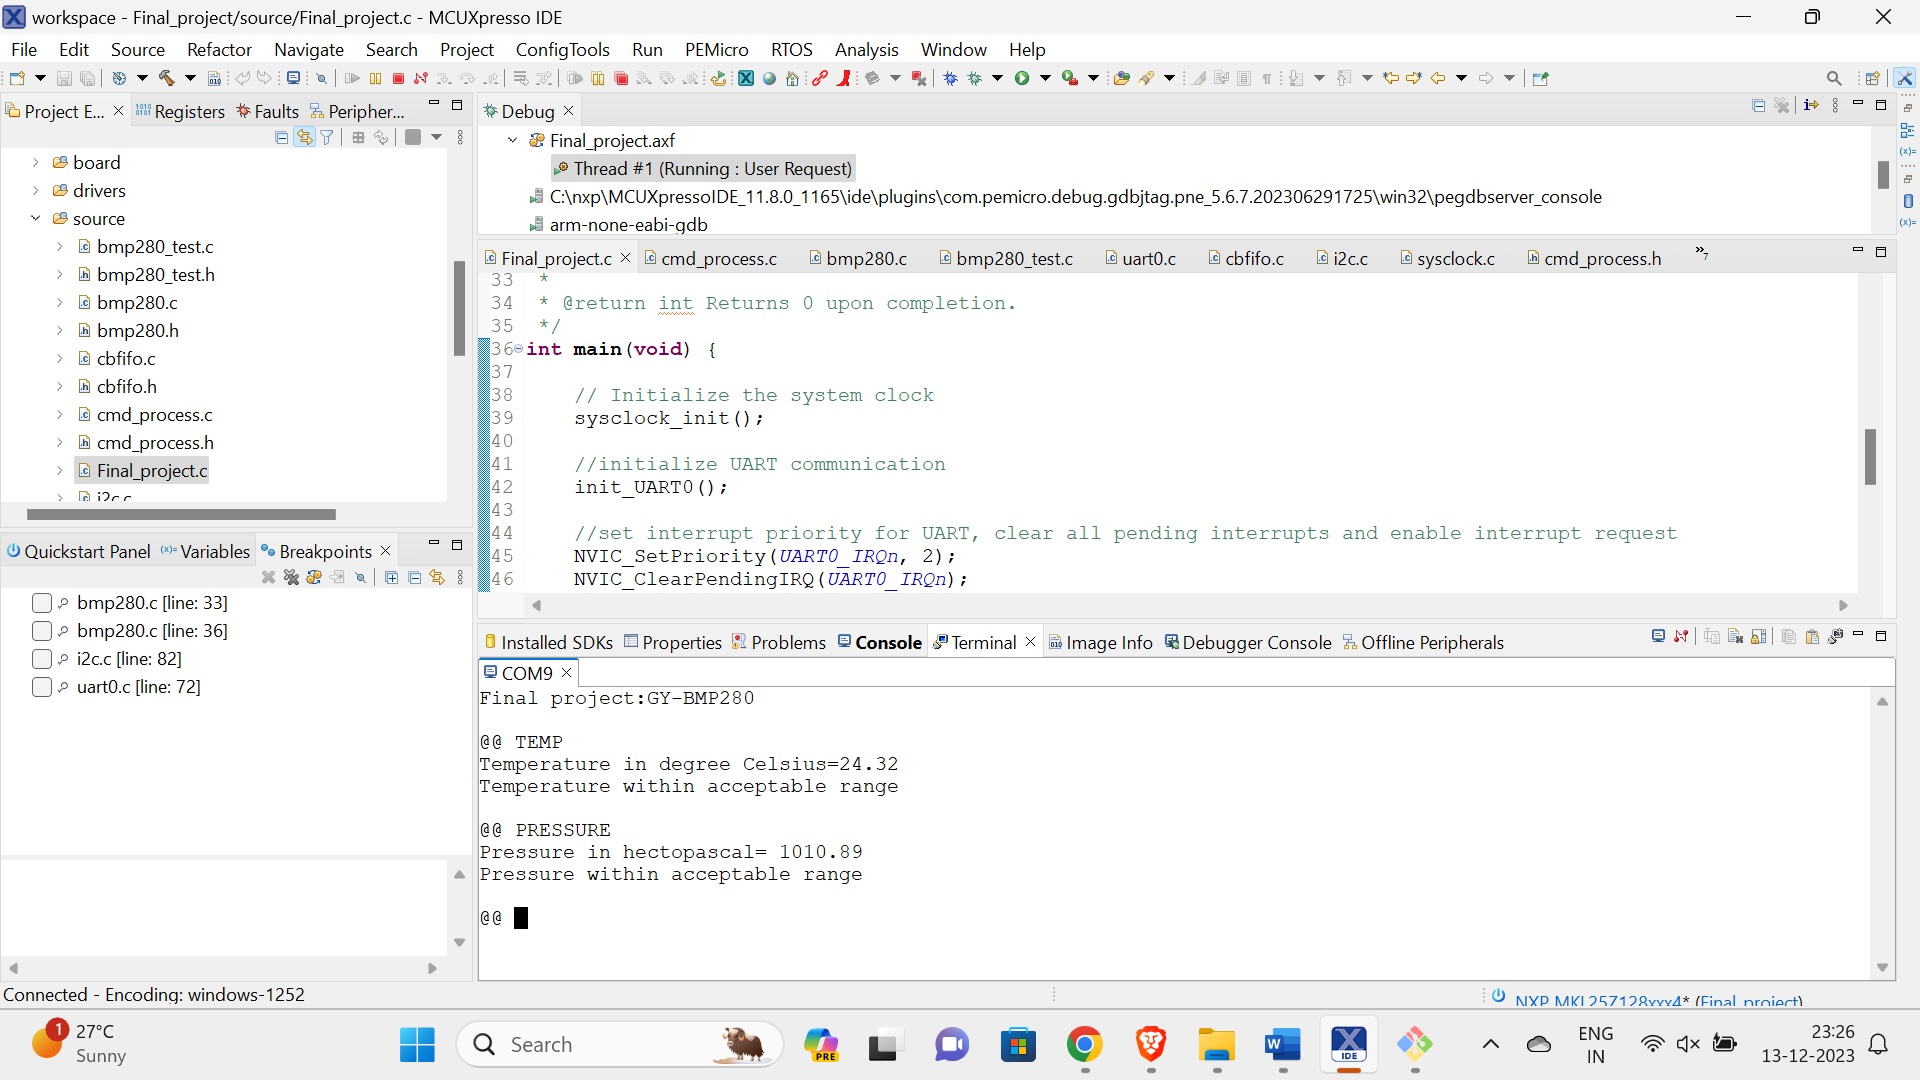 workspace - Final_project/source/Final_project.c - MCUXpresso IDE
File Edit Source Refactor Navigate Search Project ConfigTools Run PEMicro RTOS Analysis Window Help
Project E... Registers Faults Peripher...
board
drivers
source
bmp280_test.c
bmp280_test.h
bmp280.c
bmp280.h
cbfifo.c
cbfifo.h
cmd_process.c
cmd_process.h
Final_project.c
i2c.c
Debug
Final_project.axf
Thread #1 (Running : User Request)
C:\nxp\MCUXpressoIDE_11.8.0_1165\ide\plugins\com.pemicro.debug.gdbjtag.pne_5.6.7.202306291725\win32\pegdbserver_console
arm-none-eabi-gdb
Final_project.c cmd_process.c bmp280.c bmp280_test.c uart0.c cbfifo.c i2c.c sysclock.c cmd_process.h »7
33 *
34 * @return int Returns 0 upon completion.
35 */
36 int main(void) {
37
38 // Initialize the system clock
39 sysclock_init();
40
41 //initialize UART communication
42 init_UART0();
43
44 //set interrupt priority for UART, clear all pending interrupts and enable interrupt request
45 NVIC_SetPriority(UART0_IRQn, 2);
46 NVIC_ClearPendingIRQ(UART0_IRQn);
Quickstart Panel (x)= Variables Breakpoints
bmp280.c [line: 33]
bmp280.c [line: 36]
i2c.c [line: 82]
uart0.c [line: 72]
Installed SDKs Properties Problems Console Terminal Image Info Debugger Console Offline Peripherals
COM9
Final project:GY-BMP280
@@ TEMP
Temperature in degree Celsius=24.32
Temperature within acceptable range
@@ PRESSURE
Pressure in hectopascal= 1010.89
Pressure within acceptable range
@@
Connected - Encoding: windows-1252
NXP MKL25Z128xxx4* (Final_project)
1
27°C
Sunny
Search
PRE
IDE
ENG
IN
23:26
13-12-2023